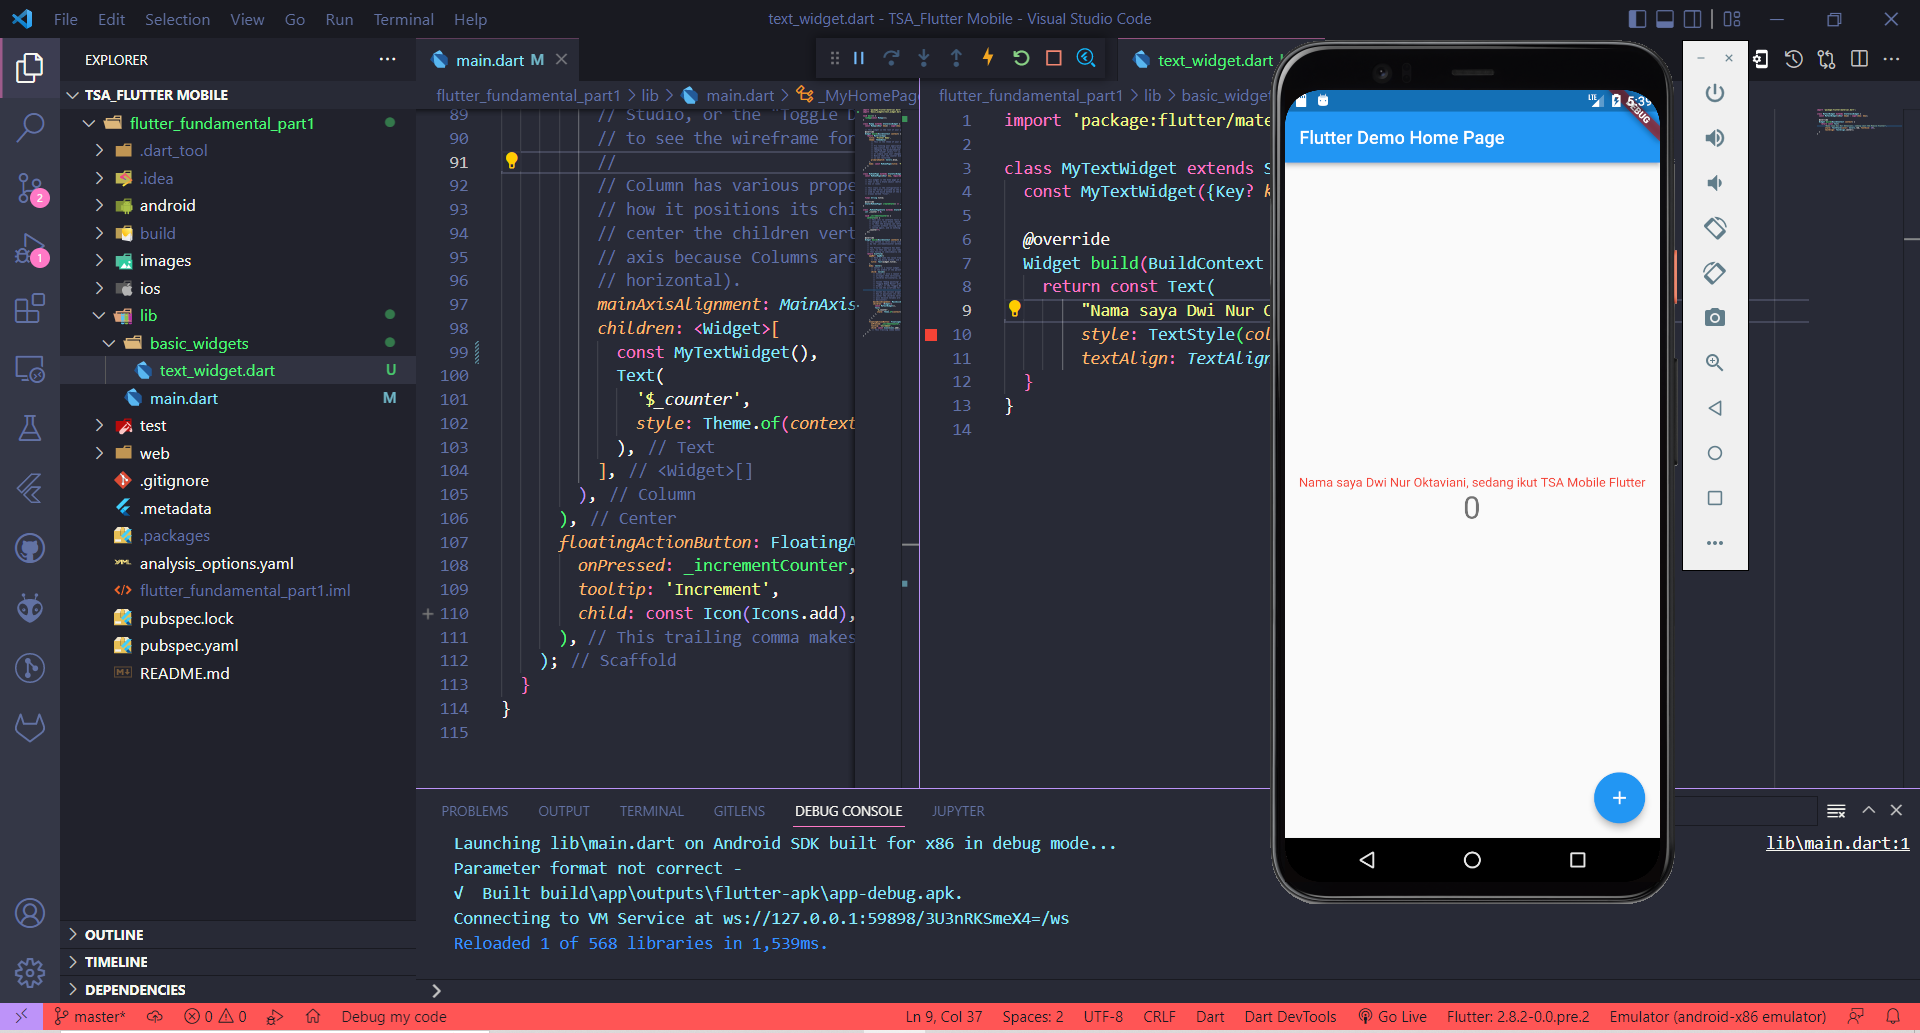 File Edit Selection View Go Run Terminal Help
text_widget.dart - TSA_Flutter Mobile - Visual Studio Code
EXPLORER
TSA_FLUTTER MOBILE
flutter_fundamental_part1
.dart_tool
.idea
android
build
images
ios
lib
basic_widgets
text_widget.dart U
main.dart M
test
web
.gitignore
.metadata
.packages
analysis_options.yaml
flutter_fundamental_part1.iml
pubspec.lock
pubspec.yaml
README.md
OUTLINE
TIMELINE
DEPENDENCIES
2
1
main.dart M
flutter_fundamental_part1 > lib > main.dart > _MyHomePage
89 // Studio, or the "Toggle D
90 // to see the wireframe for
91 //
92 // Column has various prope
93 // how it positions its chi
94 // center the children vert
95 // axis because Columns are
96 // horizontal).
97 mainAxisAlignment: MainAxis
98 children: <Widget>[
99 const MyTextWidget(),
100 Text(
101 '$_counter',
102 style: Theme.of(context
103 ), // Text
104 ], // <Widget>[]
105 ), // Column
106 ), // Center
107 floatingActionButton: FloatingA
108 onPressed: _incrementCounter,
109 tooltip: 'Increment',
110 child: const Icon(Icons.add),
111 ), // This trailing comma makes
112 ); // Scaffold
113 }
114 }
115
text_widget.dart
flutter_fundamental_part1 > lib > basic_widge
1 import 'package:flutter/mate
2
3 class MyTextWidget extends S
4 const MyTextWidget({Key? k
5
6 @override
7 Widget build(BuildContext
8 return const Text(
9 "Nama saya Dwi Nur O
10 style: TextStyle(col
11 textAlign: TextAlign
12 }
13 }
14
LTE
DEBUG
Flutter Demo Home Page
Nama saya Dwi Nur Oktaviani, sedang ikut TSA Mobile Flutter
0
+
PROBLEMS OUTPUT TERMINAL GITLENS DEBUG CONSOLE JUPYTER
Launching lib\main.dart on Android SDK built for x86 in debug mode...
lib\main.dart:1
Parameter format not correct -
√ Built build\app\outputs\flutter-apk\app-debug.apk.
Connecting to VM Service at ws://127.0.0.1:59898/3U3nRKSmeX4=/ws
Reloaded 1 of 568 libraries in 1,539ms.
master* 0 0 Debug my code Ln 9, Col 37 Spaces: 2 UTF-8 CRLF Dart Dart DevTools Go Live Flutter: 2.8.2-0.0.pre.2 Emulator (android-x86 emulator)